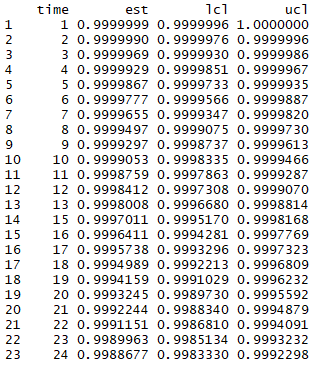 time est lcl ucl
1 1 0.9999999 0.9999996 1.0000000
2 2 0.9999990 0.9999976 0.9999996
3 3 0.9999969 0.9999930 0.9999986
4 4 0.9999929 0.9999851 0.9999967
5 5 0.9999867 0.9999733 0.9999935
6 6 0.9999777 0.9999566 0.9999887
7 7 0.9999655 0.9999347 0.9999820
8 8 0.9999497 0.9999075 0.9999730
9 9 0.9999297 0.9998737 0.9999613
10 10 0.9999053 0.9998335 0.9999466
11 11 0.9998759 0.9997863 0.9999287
12 12 0.9998412 0.9997308 0.9999070
13 13 0.9998008 0.9996680 0.9998814
14 15 0.9997011 0.9995170 0.9998168
15 16 0.9996411 0.9994281 0.9997769
16 17 0.9995738 0.9993296 0.9997323
17 18 0.9994989 0.9992213 0.9996809
18 19 0.9994159 0.9991029 0.9996232
19 20 0.9993245 0.9989730 0.9995592
20 21 0.9992244 0.9988340 0.9994879
21 22 0.9991151 0.9986810 0.9994091
22 23 0.9989963 0.9985134 0.9993232
23 24 0.9988677 0.9983330 0.9992298